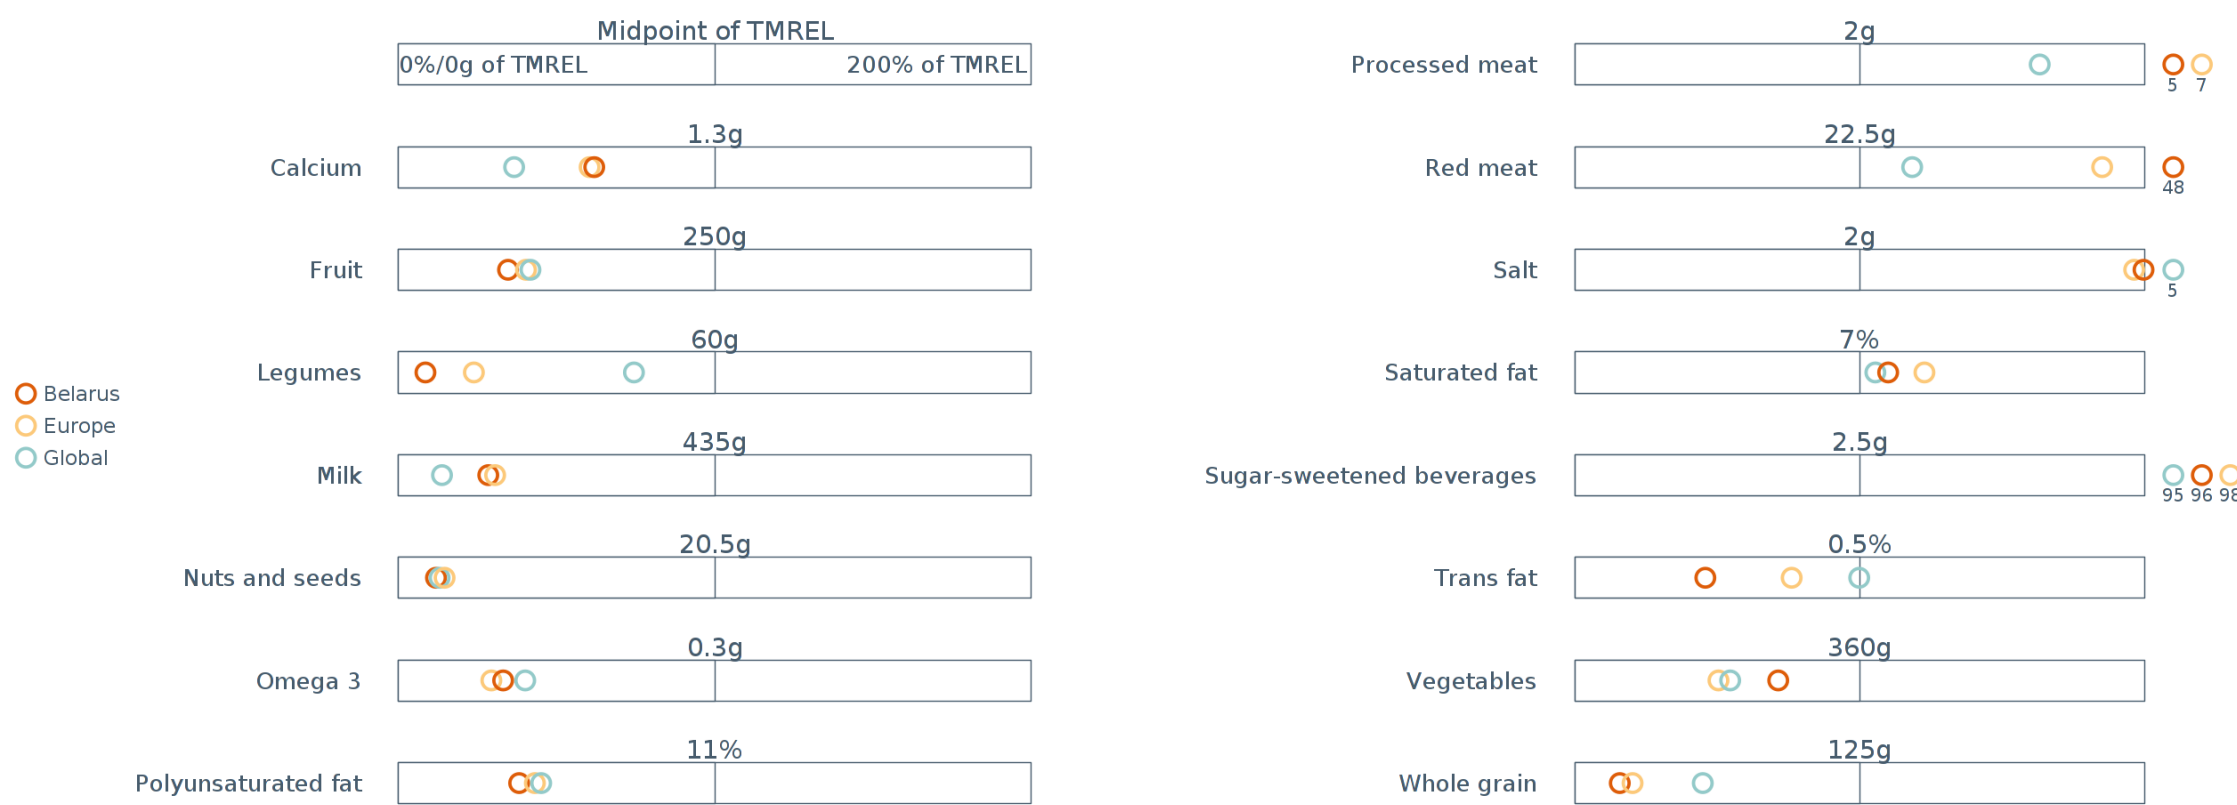 Midpoint of TMREL
0%/0g of TMREL
200% of TMREL
1.3g
Calcium
250g
Fruit
60g
Legumes
435g
Milk
20.5g
Nuts and seeds
0.3g
Omega 3
11%
Polyunsaturated fat
Belarus
Europe
Global
2g
Processed meat
5 7
22.5g
Red meat
48
2g
Salt
5
7%
Saturated fat
2.5g
Sugar-sweetened beverages
95 96 98
0.5%
Trans fat
360g
Vegetables
125g
Whole grain